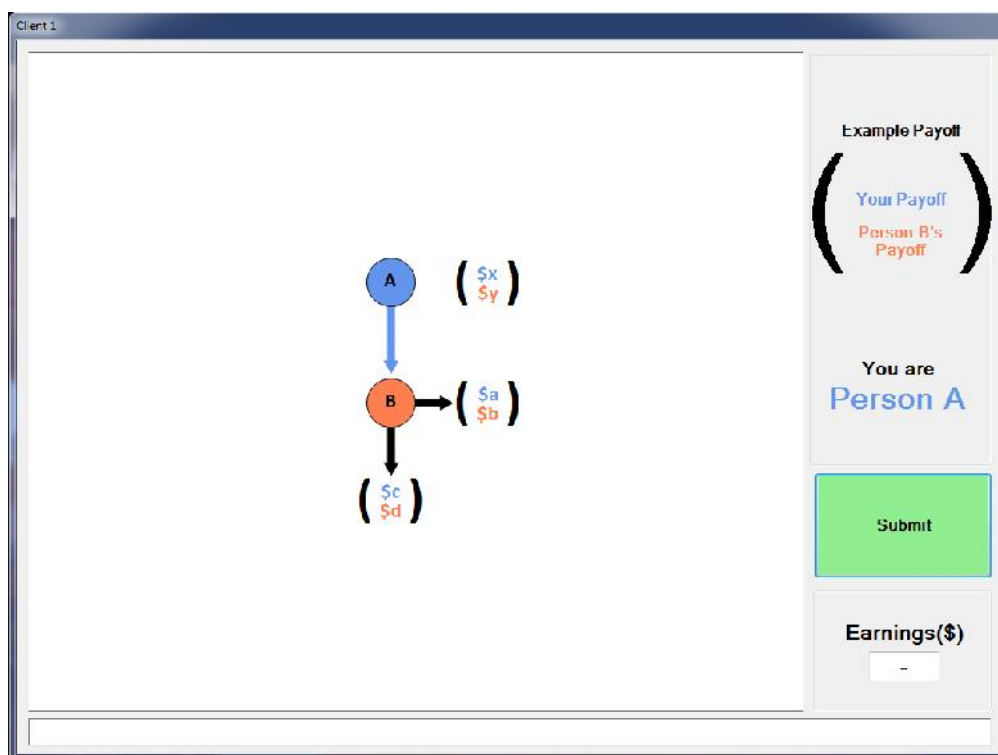 Client 1
Example Payoff
Your Payoff
Person B's
Payoff
A
$x
$y
B
$a
$b
$c
$d
You are
Person A
Submit
Earnings($)
-